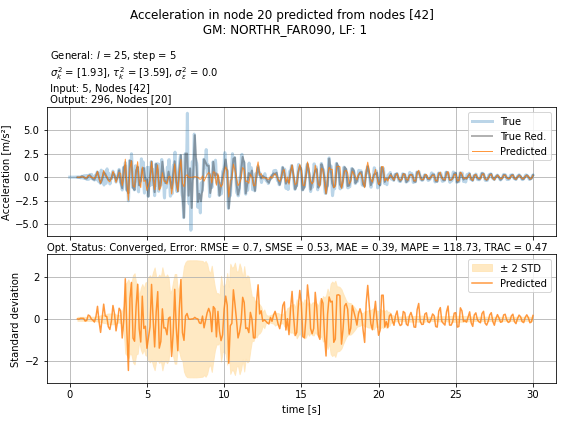 Acceleration in node 20 predicted from nodes [42]
GM: NORTHR_FAR090, LF: 1
General: l = 25, step = 5
σ²ₖ = [1.93], τ²ₖ = [3.59], σ²ε = 0.0
Input: 5, Nodes [42]
Output: 296, Nodes [20]
Acceleration [m/s²]
5.0
2.5
0.0
−2.5
−5.0
True
True Red.
Predicted
Opt. Status: Converged, Error: RMSE = 0.7, SMSE = 0.53, MAE = 0.39, MAPE = 118.73, TRAC = 0.47
Standard deviation
2
0
−2
± 2 STD
Predicted
0 5 10 15 20 25 30
time [s]